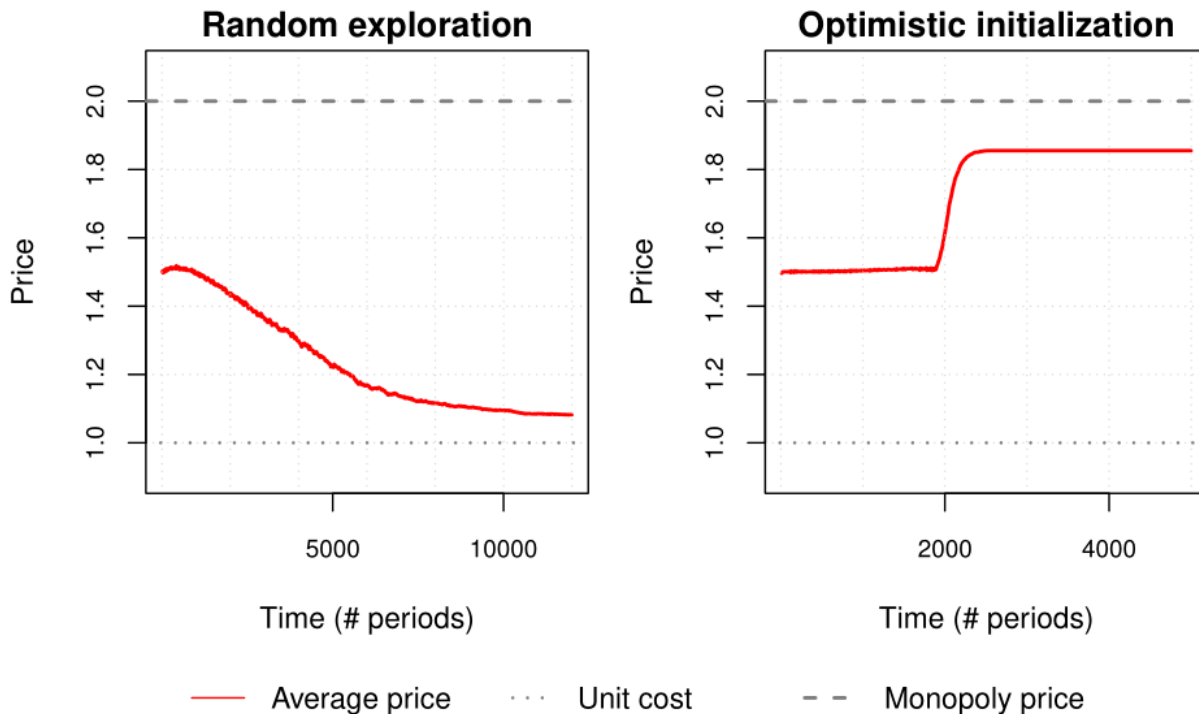 Random exploration
Price
2.0
1.8
1.6
1.4
1.2
1.0
5000 10000
Time (# periods)
Optimistic initialization
Price
2.0
1.8
1.6
1.4
1.2
1.0
2000 4000
Time (# periods)
Average price Unit cost Monopoly price